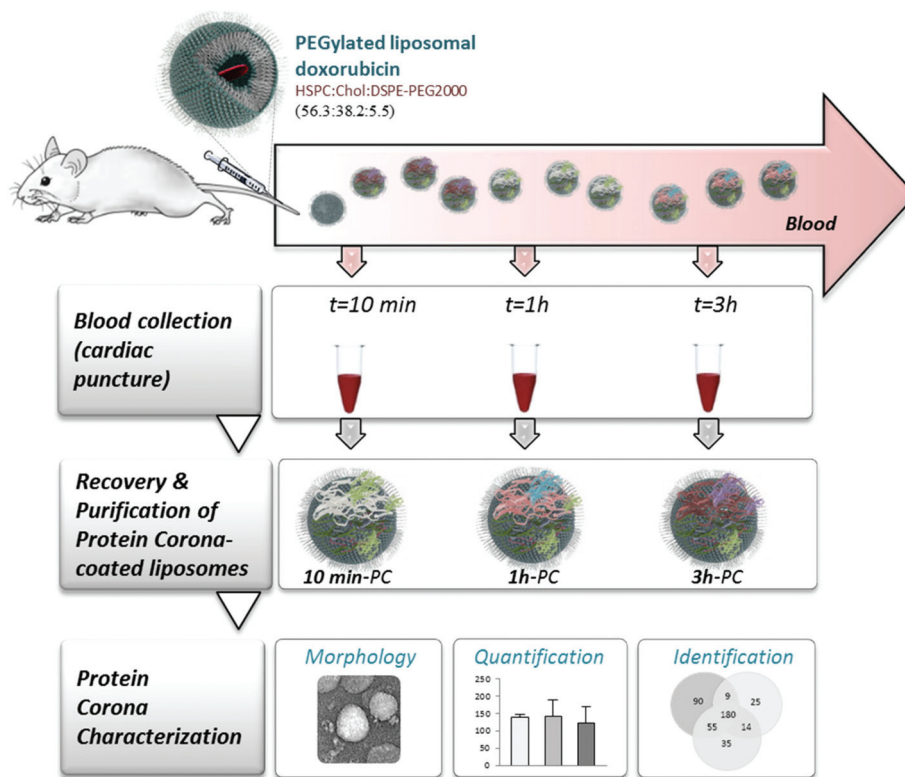 PEGylated liposomal
doxorubicin
HSPC:Chol:DSPE-PEG2000
(56.3:38.2:5.5)
Blood
Blood collection
(cardiac
puncture)
t=10 min
t=1h
t=3h
Recovery &
Purification of
Protein Corona-
coated liposomes
10 min-PC
1h-PC
3h-PC
Protein
Corona
Characterization
Morphology
Quantification
250
200
150
100
50
0
Identification
90
9
25
180
55
14
35